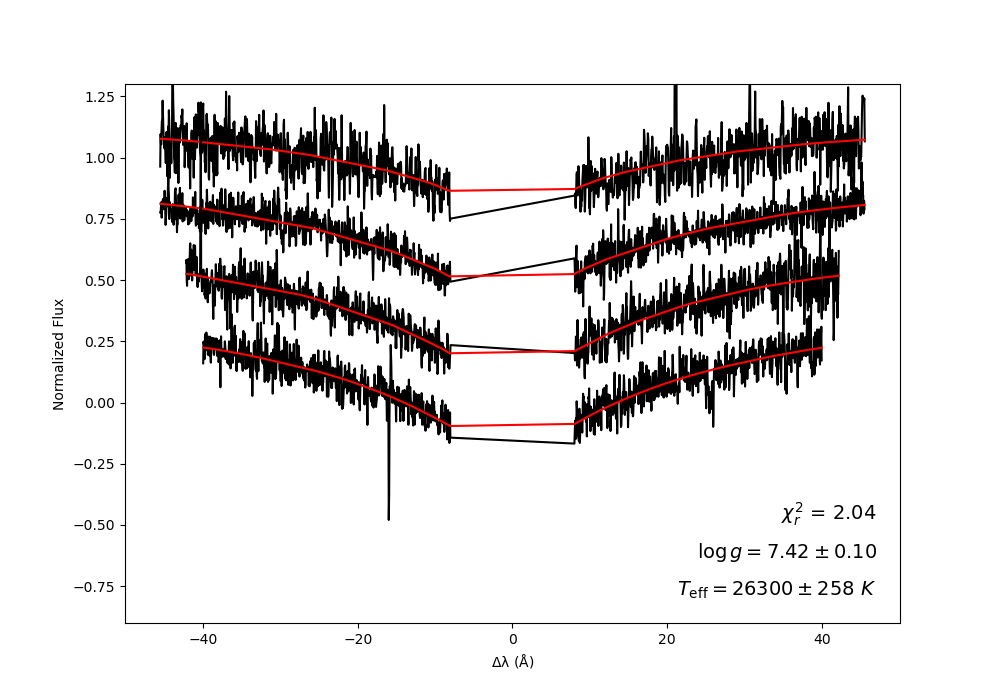 1.25
1.00
0.75
0.50
0.25
0.00
−0.25
−0.50
−0.75
Normalized Flux
χ²ᵣ = 2.04
log g = 7.42 ± 0.10
T_eff = 26300 ± 258 K
−40 −20 0 20 40
Δλ (Å)